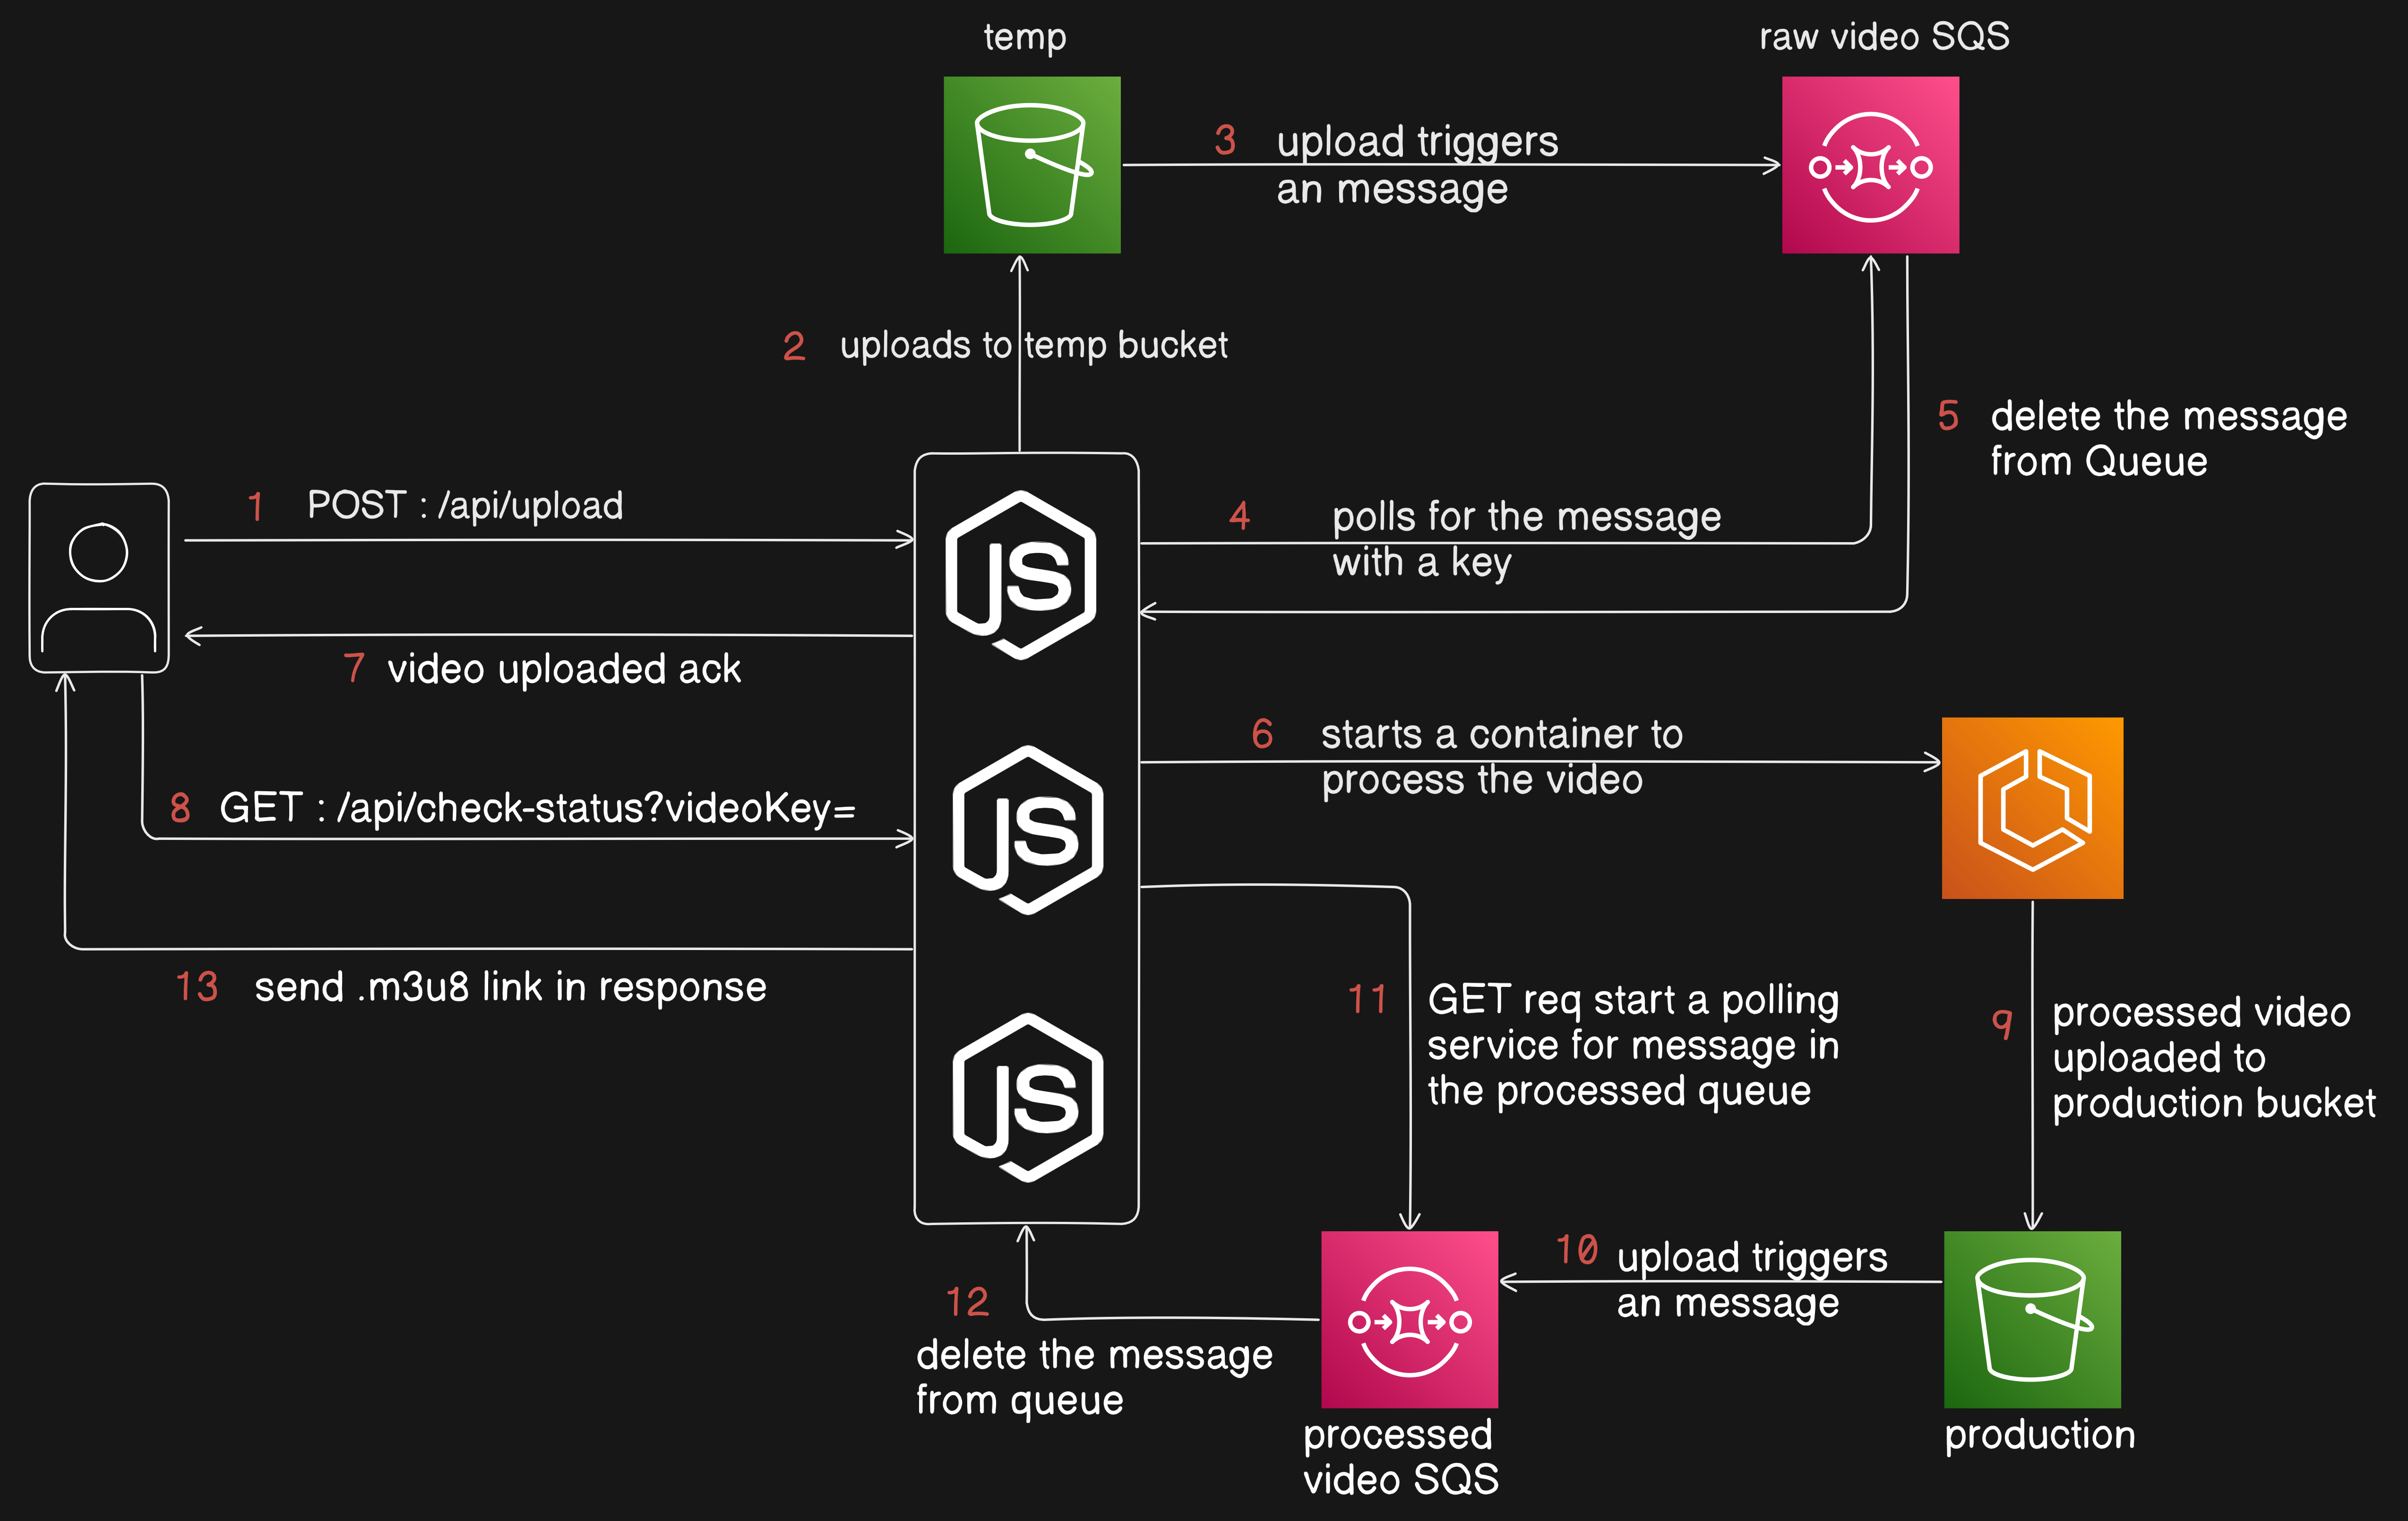 temp
raw video SQS
3 upload triggers
an message
2 uploads to temp bucket
5 delete the message
from Queue
1 POST : /api/upload
4 polls for the message
with a key
JS
7 video uploaded ack
6 starts a container to
process the video
8 GET : /api/check-status?videoKey=
JS
13 send .m3u8 link in response
11 GET req start a polling
service for message in
the processed queue
9 processed video
uploaded to
production bucket
JS
10 upload triggers
an message
12
delete the message
from queue
processed
video SQS
production